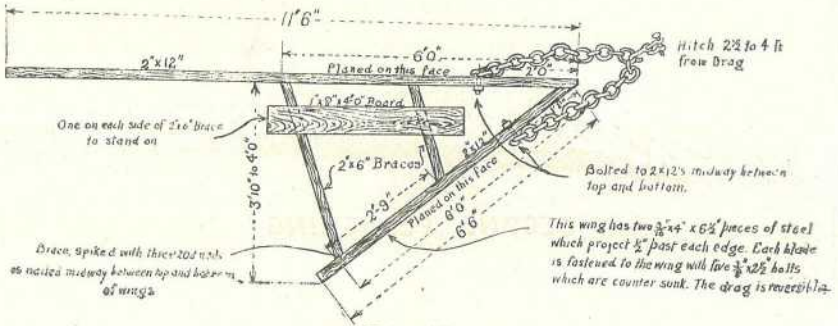 11'6"
6'0"
2"x12"
Planed on this face
2'0"
Hitch 2½ to 4 ft
from Drag
1"x8"x4'0" Board
One on each side of 2"x6" Brace
to stand on
2"x12"
3'10" to 4'0"
2"x6" Braces
2'-9"
Planed on this face
6'0"
6'6"
Bolted to 2x12's midway between
top and bottom.
Brace, spiked with three 20d nails
as nailed midway between top and bottom
of wings
This wing has two 3/16"x4" x 6½" pieces of steel
which project ½" past each edge. Each blade
is fastened to the wing with five 3/8"x2½" bolts
which are counter sunk. The drag is reversible.